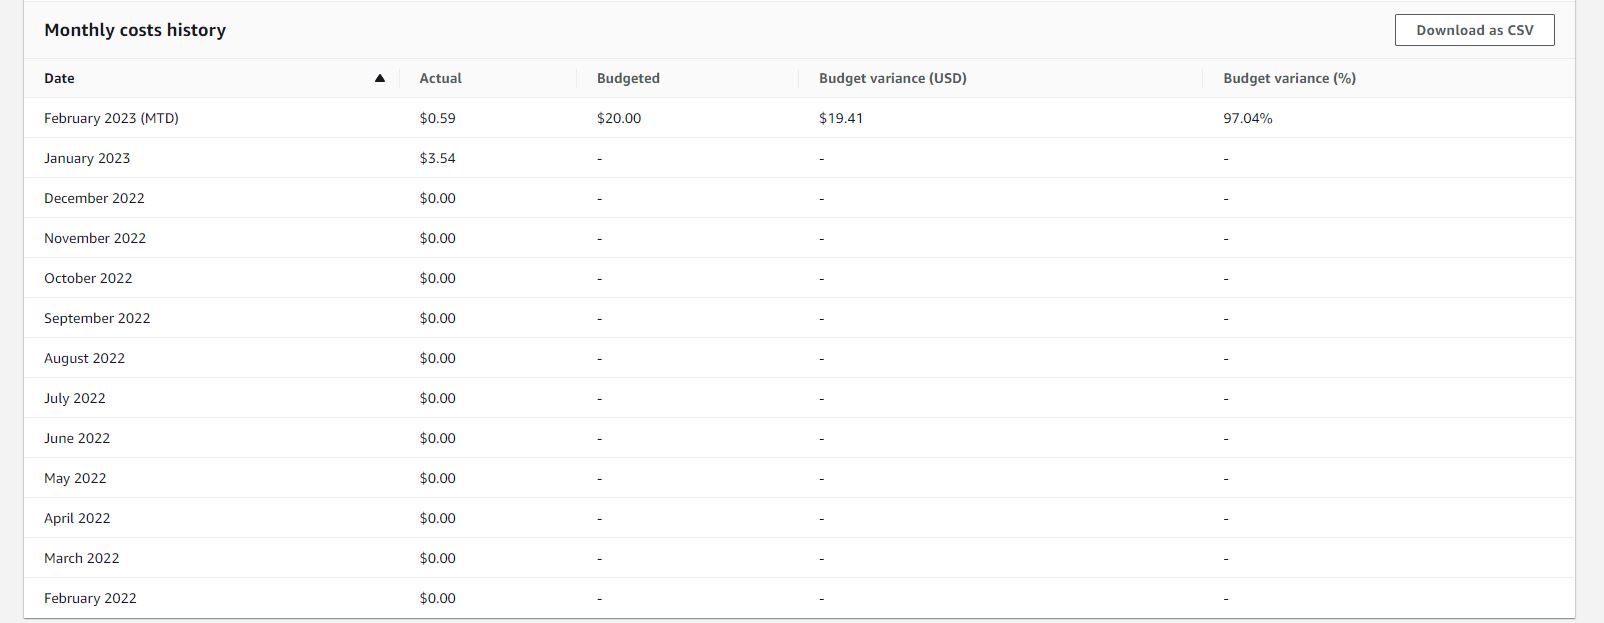 Monthly costs history
Download as CSV
Date Actual Budgeted Budget variance (USD) Budget variance (%)
February 2023 (MTD) $0.59 $20.00 $19.41 97.04%
January 2023 $3.54 - - -
December 2022 $0.00 - - -
November 2022 $0.00 - - -
October 2022 $0.00 - - -
September 2022 $0.00 - - -
August 2022 $0.00 - - -
July 2022 $0.00 - - -
June 2022 $0.00 - - -
May 2022 $0.00 - - -
April 2022 $0.00 - - -
March 2022 $0.00 - - -
February 2022 $0.00 - - -